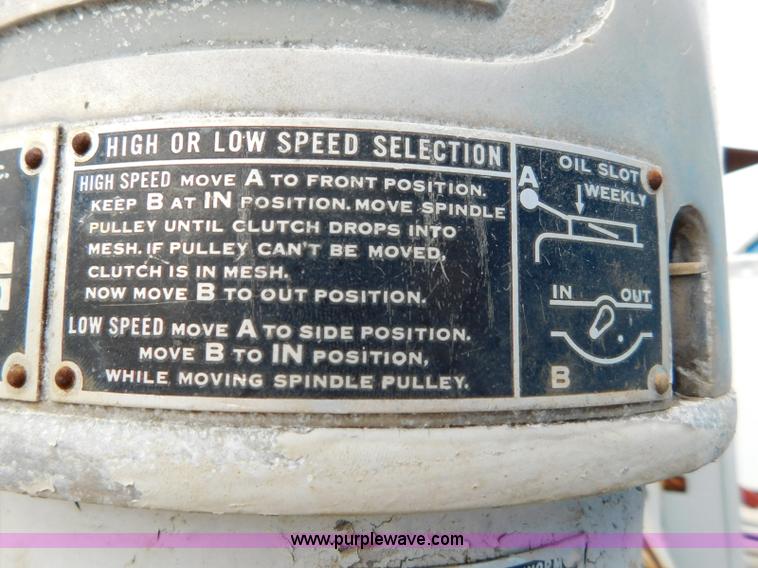 HIGH OR LOW SPEED SELECTION
HIGH SPEED MOVE A TO FRONT POSITION.
KEEP B AT IN POSITION. MOVE SPINDLE
PULLEY UNTIL CLUTCH DROPS INTO
MESH. IF PULLEY CAN'T BE MOVED,
CLUTCH IS IN MESH.
NOW MOVE B TO OUT POSITION.
LOW SPEED MOVE A TO SIDE POSITION.
MOVE B TO IN POSITION,
WHILE MOVING SPINDLE PULLEY.
OIL SLOT
A
WEEKLY
IN OUT
B
www.purplewave.com